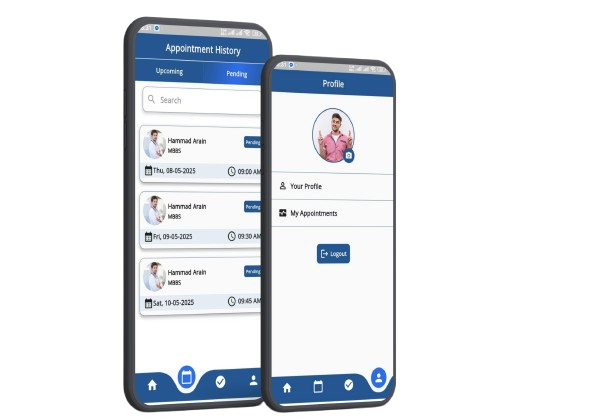 Appointment History
Upcoming
Pending
Search
Hammad Arain
Pending
MBBS
Thu, 08-05-2025
09:00 AM
Hammad Arain
Pending
MBBS
Fri, 09-05-2025
09:30 AM
Hammad Arain
Pending
MBBS
Sat, 10-05-2025
09:45 AM
Profile
Your Profile
My Appointments
Logout